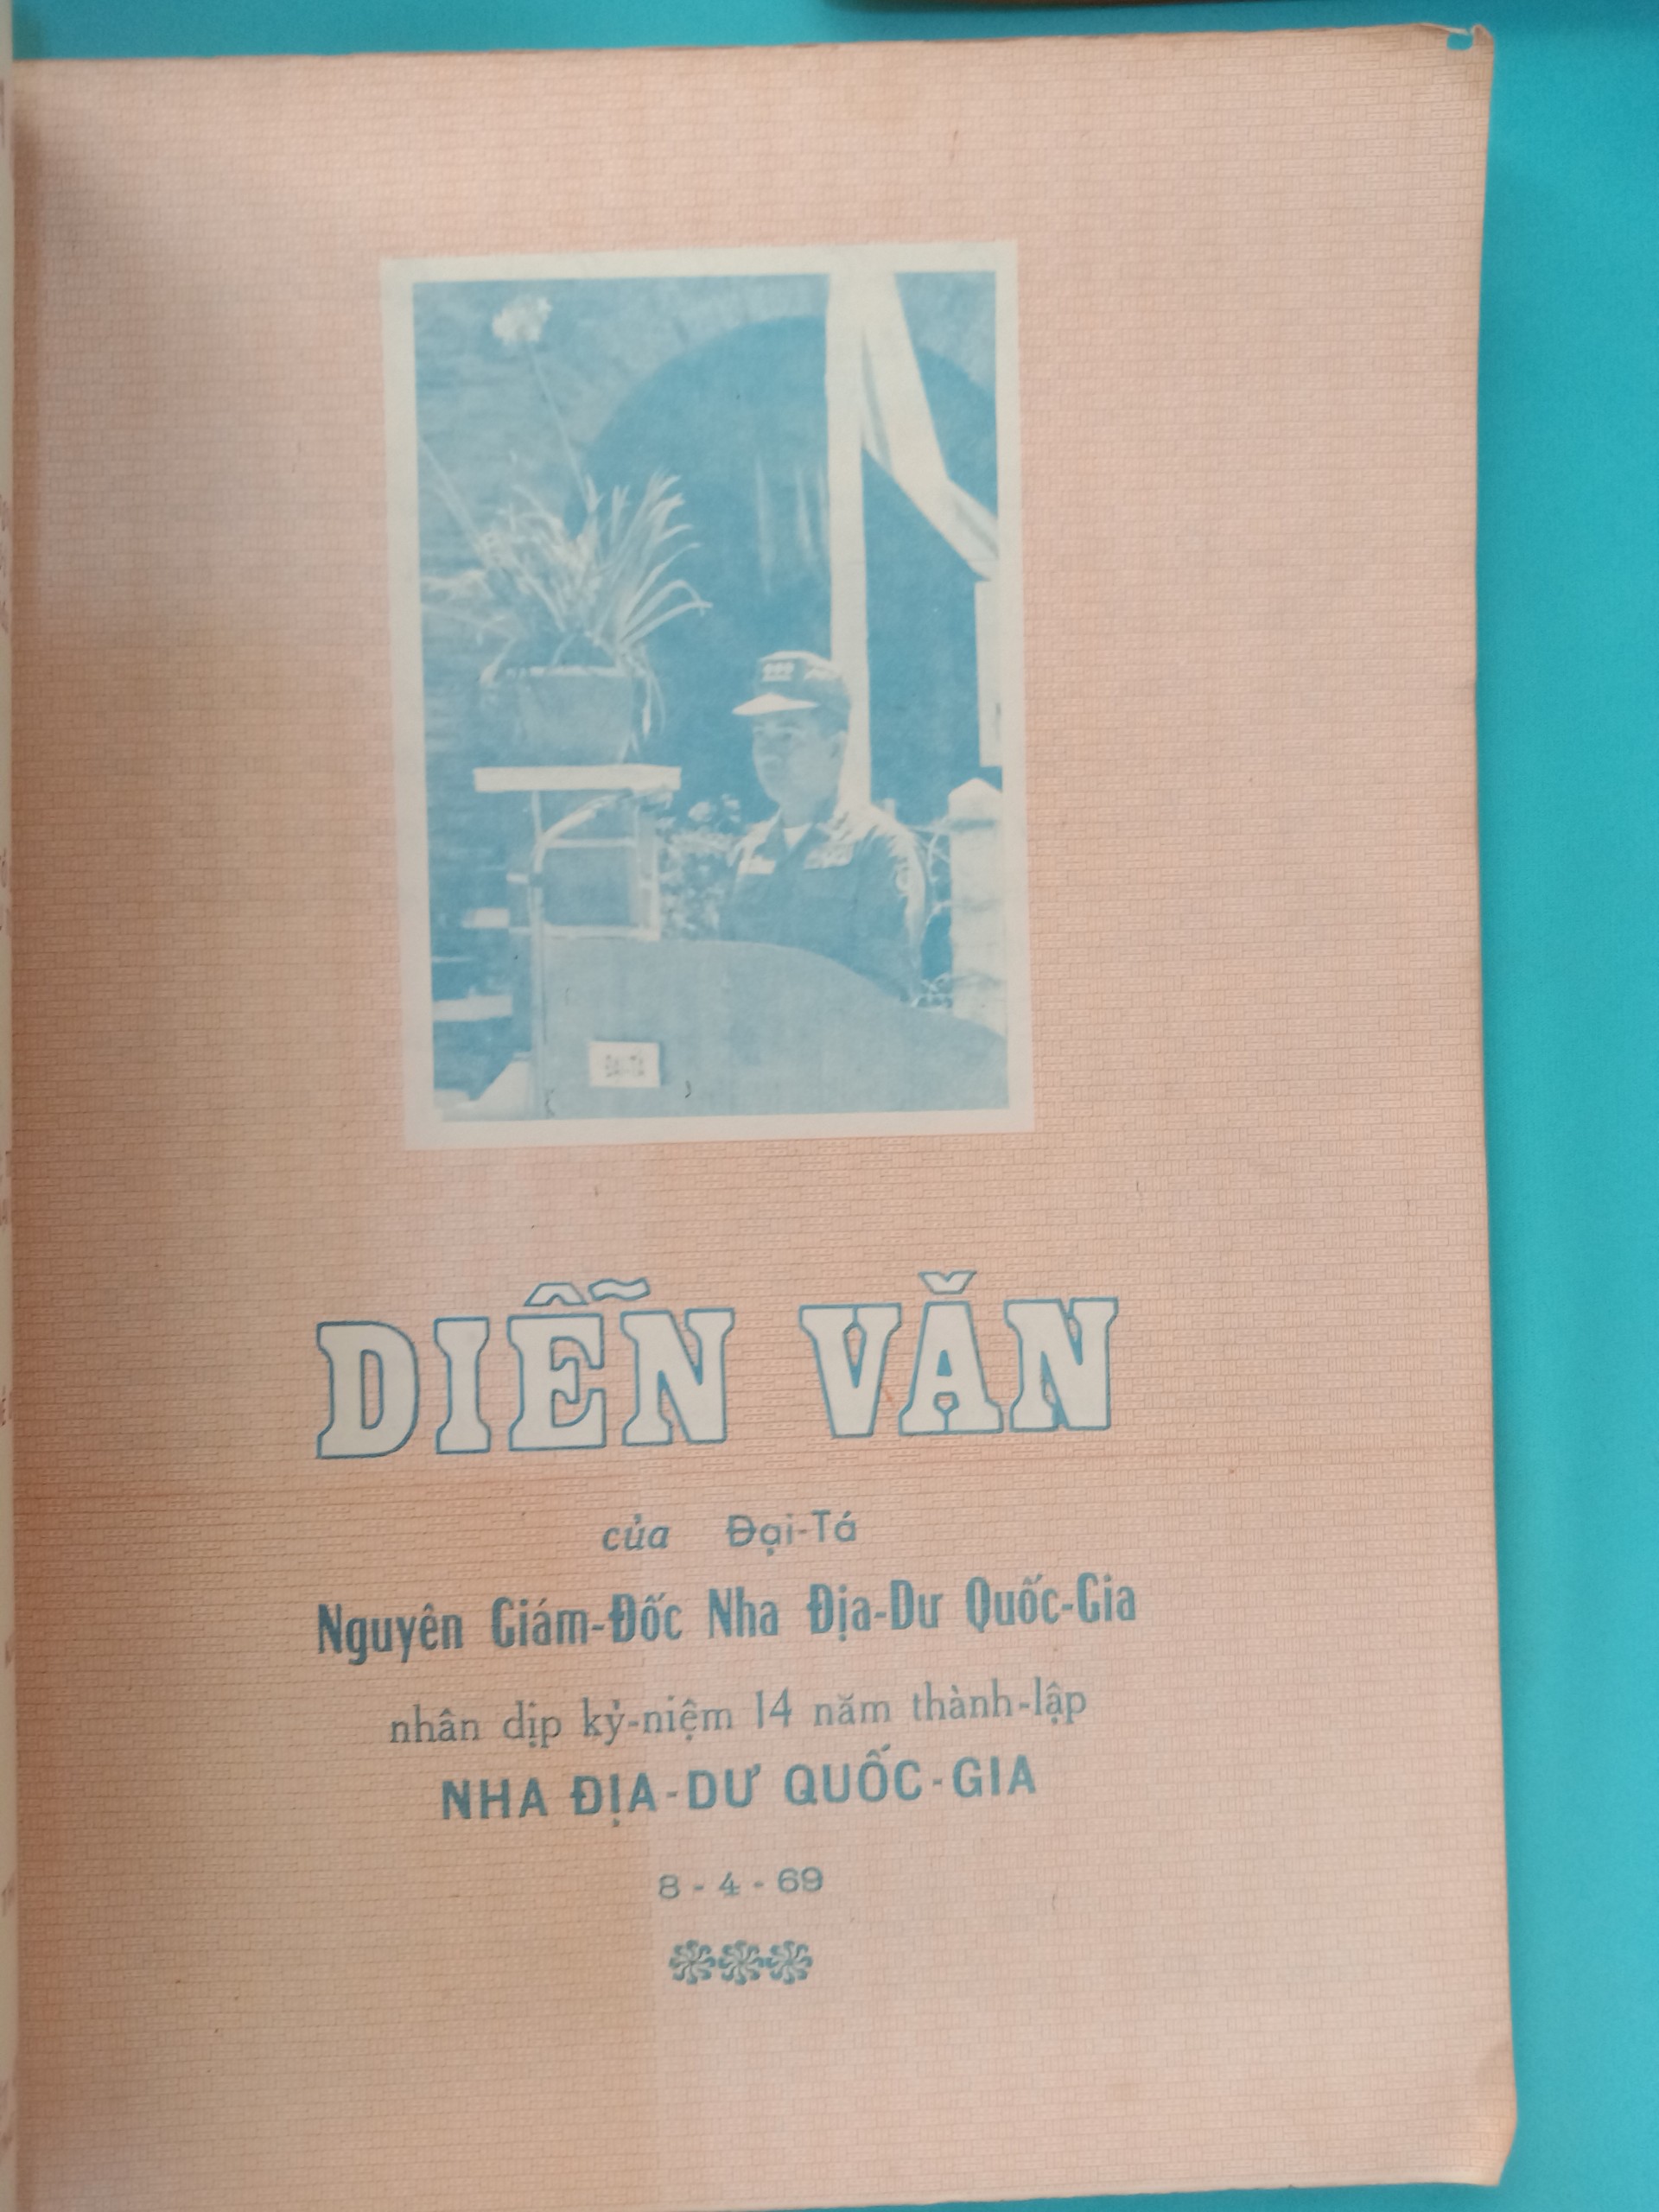 DIỄN VĂN
của Đại-Tá
Nguyên Giám-Đốc Nha Địa-Dư Quốc-Gia
nhân dịp kỷ-niệm 14 năm thành-lập
NHA ĐỊA-DƯ QUỐC-GIA
8 - 4 - 69